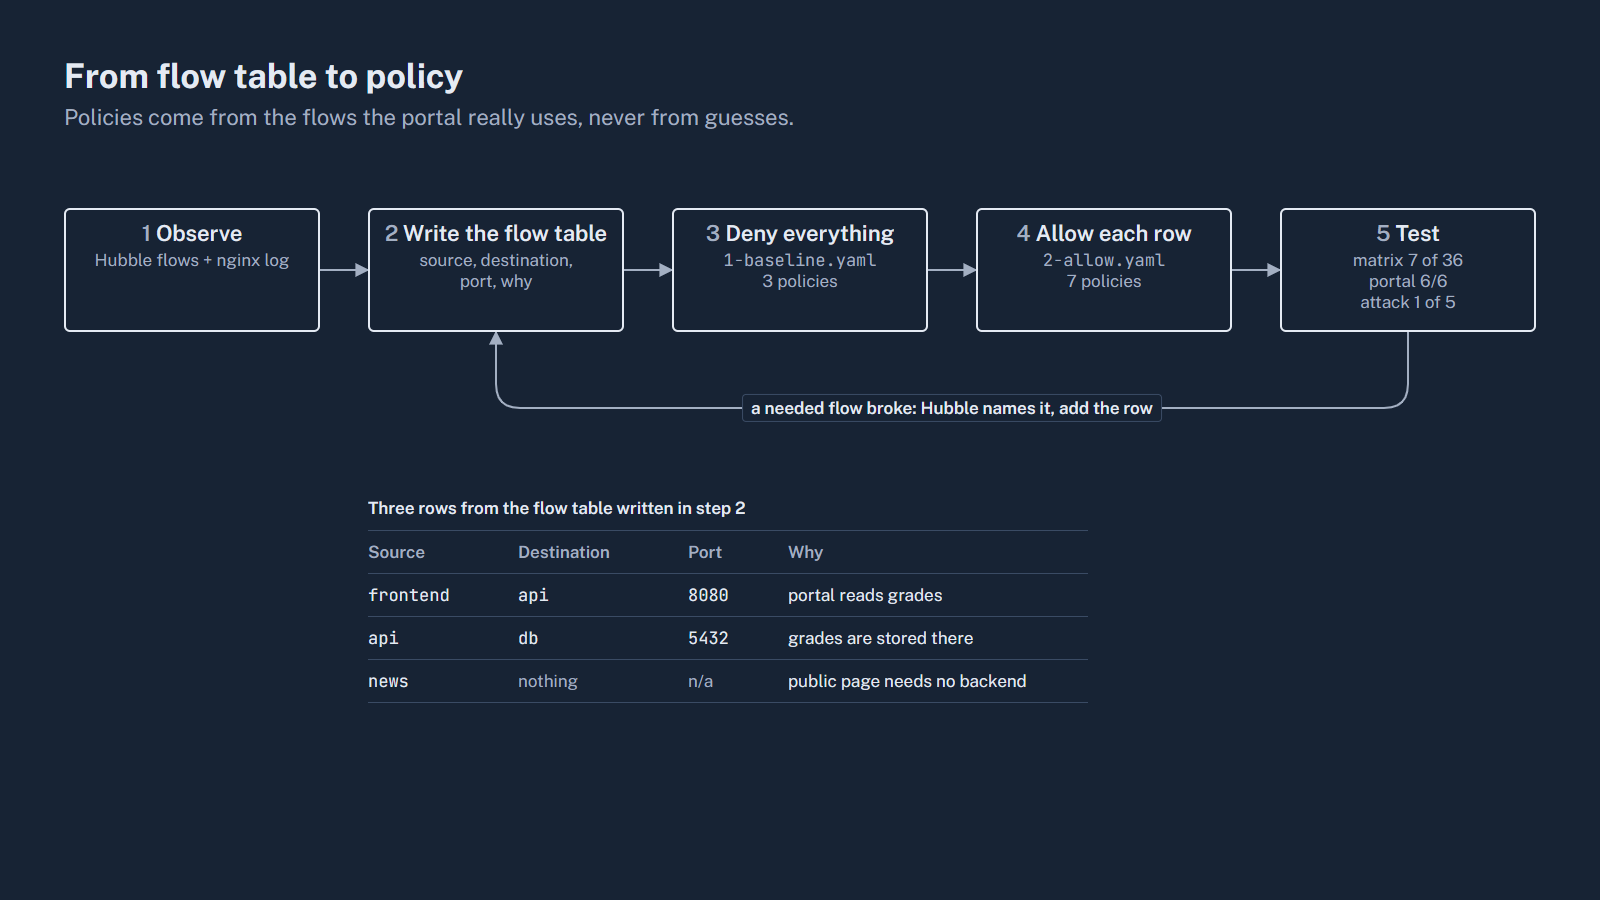 From flow table to policy
Policies come from the flows the portal really uses, never from guesses.
1 Observe
Hubble flows + nginx log
2 Write the flow table
source, destination,
port, why
3 Deny everything
1-baseline.yaml
3 policies
4 Allow each row
2-allow.yaml
7 policies
5 Test
matrix 7 of 36
portal 6/6
attack 1 of 5
a needed flow broke: Hubble names it, add the row
Three rows from the flow table written in step 2
Source Destination Port Why
frontend api 8080 portal reads grades
api db 5432 grades are stored there
news nothing n/a public page needs no backend